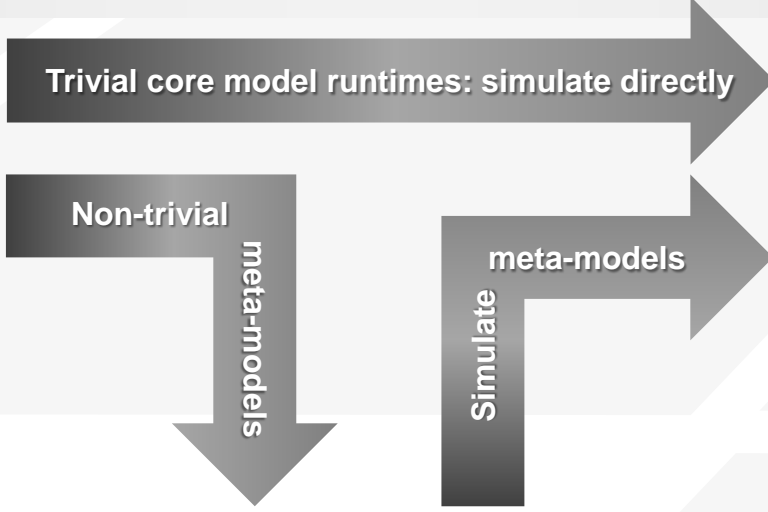 Trivial core model runtimes: simulate directly
Non-trivial
meta-models
Simulate
meta-models